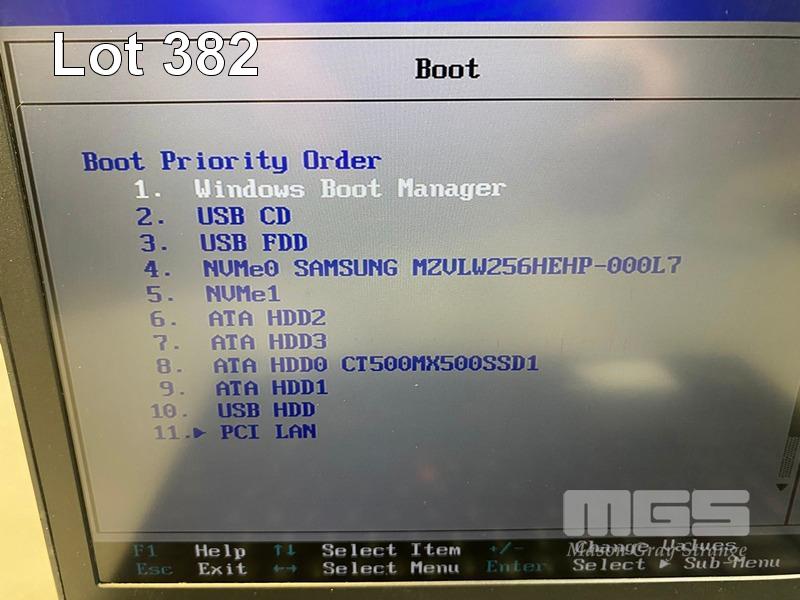 Lot 382
Boot
Boot Priority Order
1. Windows Boot Manager
2. USB CD
3. USB FDD
4. NVMe0 SAMSUNG MZVLW256HEHP-000L7
5. NVMe1
6. ATA HDD2
7. ATA HDD3
8. ATA HDD0 CT500MX500SSD1
9. ATA HDD1
10. USB HDD
11.▸ PCI LAN
MGS
Mason Gray Strange
F1 Help ↑↓ Select Item +/- Change Values
Esc Exit ←→ Select Menu Enter Select ▸ Sub-Menu